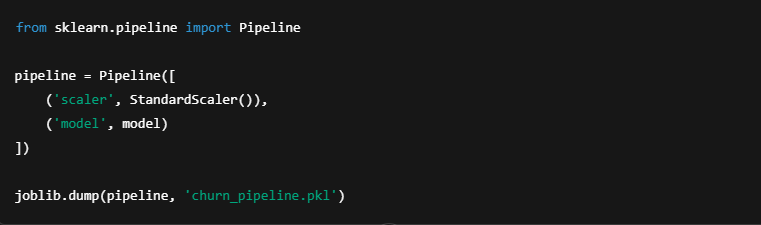 from sklearn.pipeline import Pipeline
pipeline = Pipeline([
    ('scaler', StandardScaler()),
    ('model', model)
])
joblib.dump(pipeline, 'churn_pipeline.pkl')